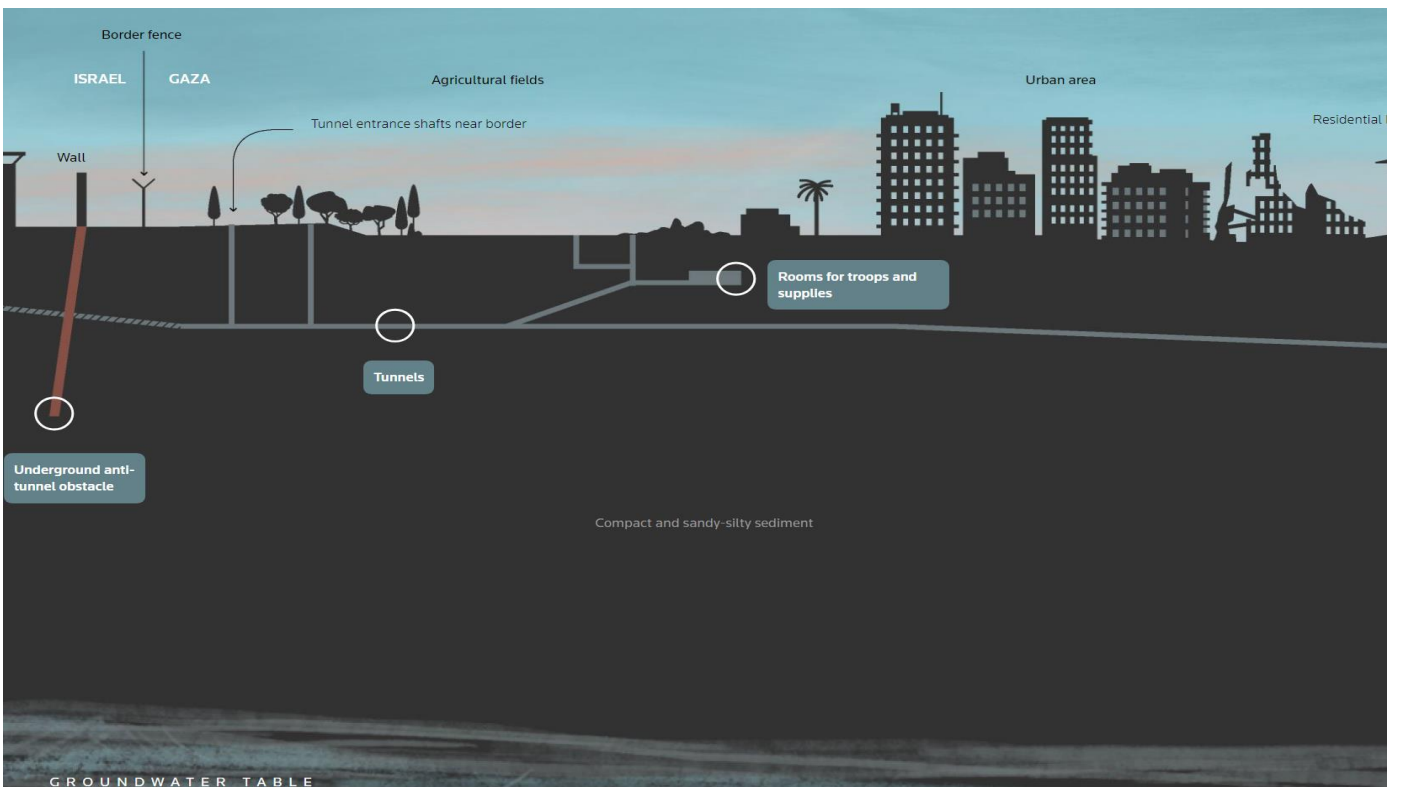 Border fence
ISRAEL
GAZA
Agricultural fields
Urban area
Tunnel entrance shafts near border
Residential
Wall
Rooms for troops and
supplies
Tunnels
Underground anti-
tunnel obstacle
Compact and sandy-silty sediment
GROUNDWATER TABLE